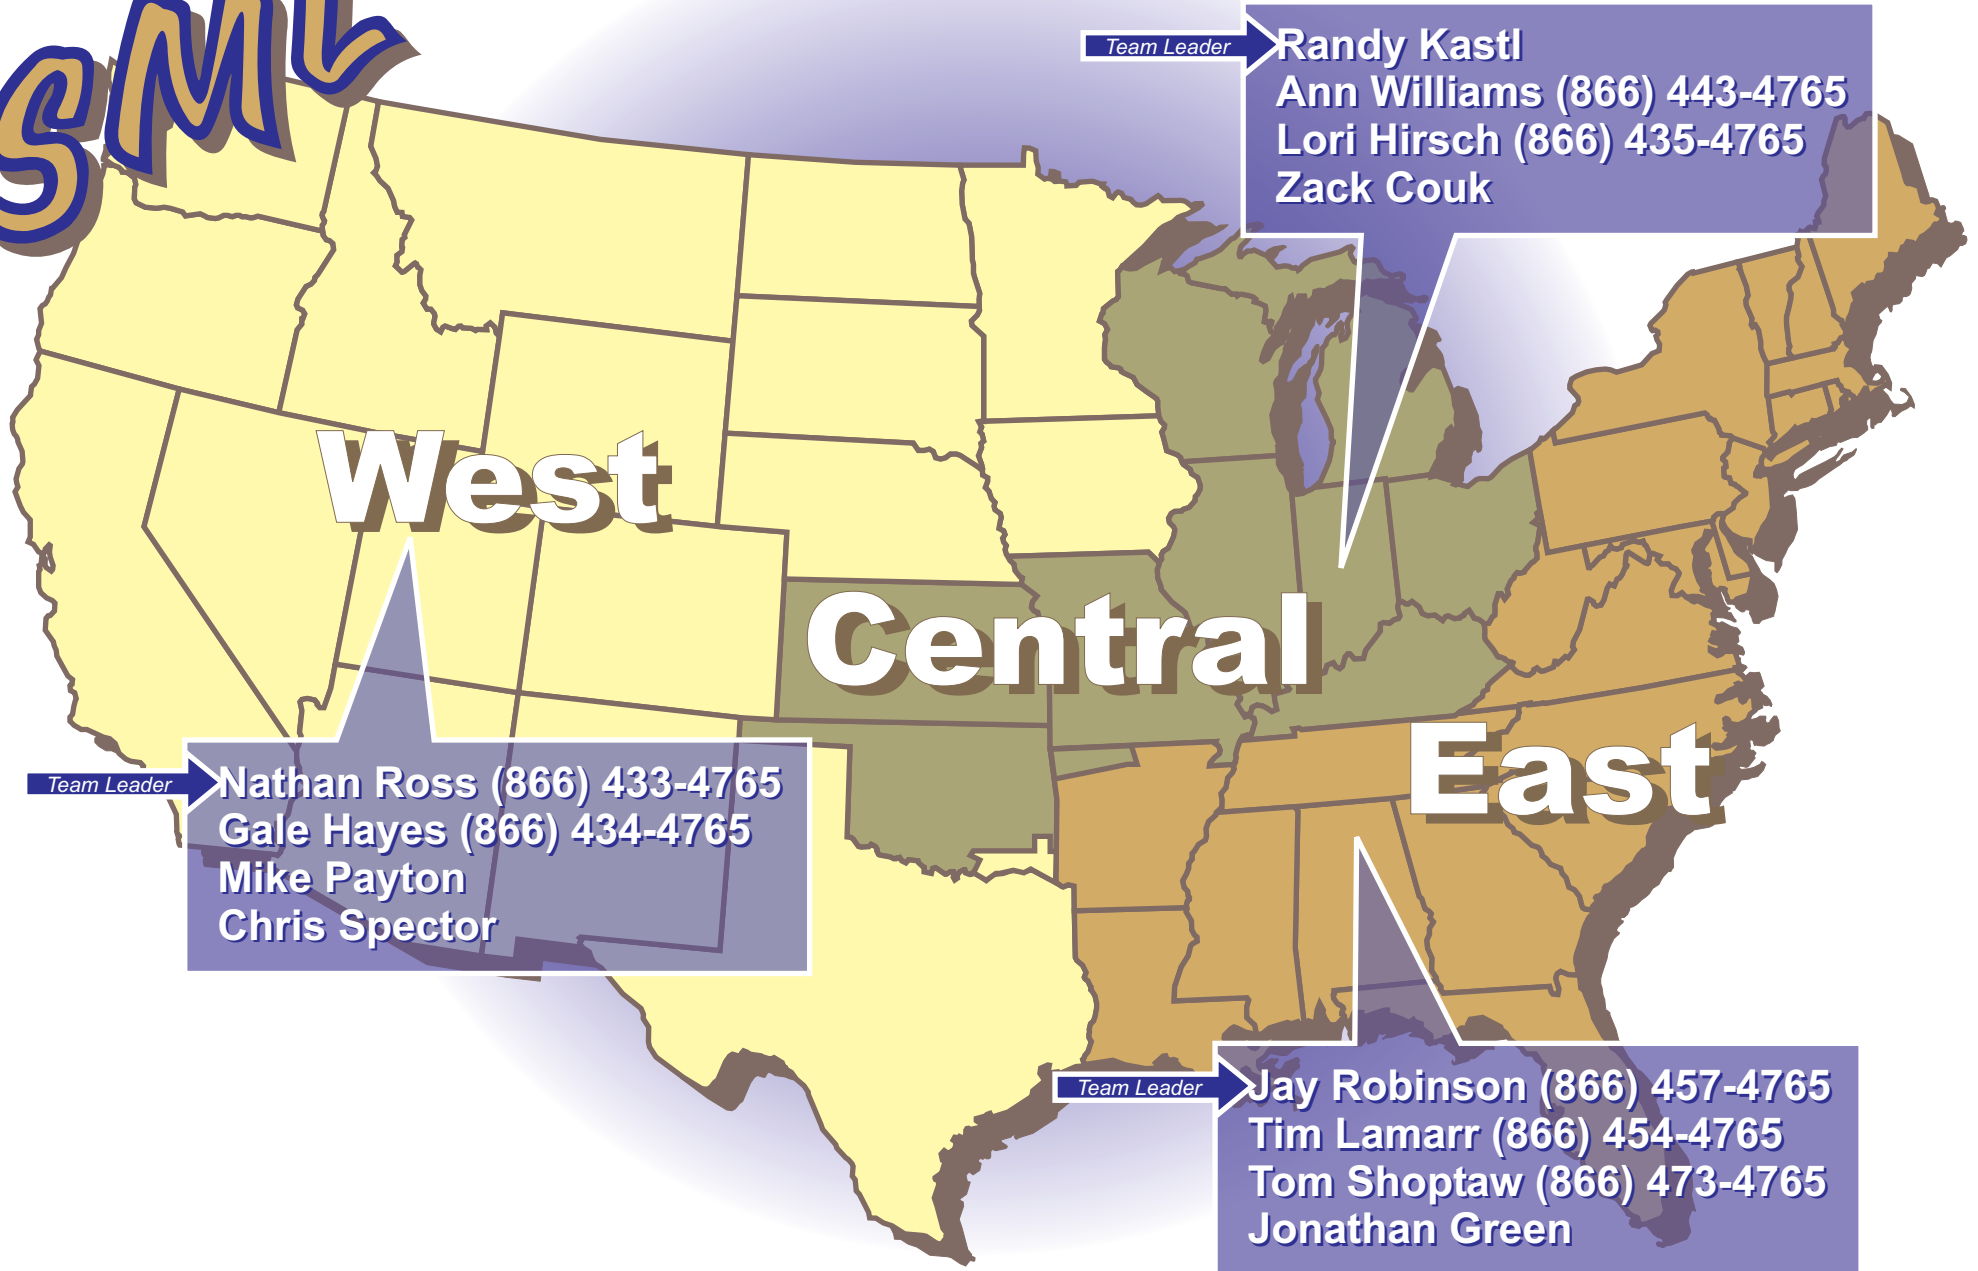 SML
Team Leader
Randy Kastl
Ann Williams (866) 443-4765
Lori Hirsch (866) 435-4765
Zack Couk
West
Central
East
Team Leader
Nathan Ross (866) 433-4765
Gale Hayes (866) 434-4765
Mike Payton
Chris Spector
Team Leader
Jay Robinson (866) 457-4765
Tim Lamarr (866) 454-4765
Tom Shoptaw (866) 473-4765
Jonathan Green